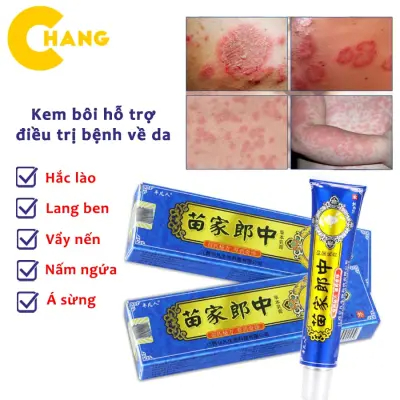 CHANG
Kem bôi hỗ trợ
điều trị bệnh về da
Hắc lào
Lang ben
Vẩy nến
Nấm ngứa
Á sừng
苗家郎中
苗家郎中
苗家郎中